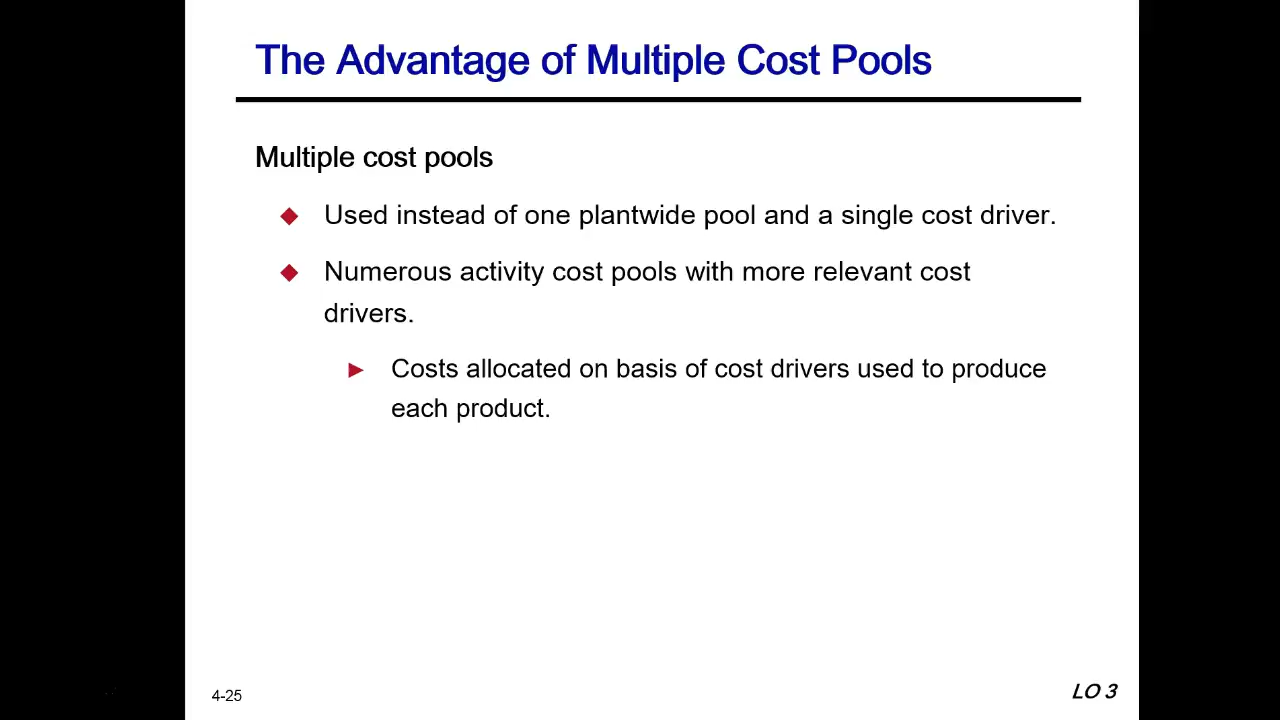 The Advantage of Multiple Cost Pools
Multiple cost pools
Used instead of one plantwide pool and a single cost driver.
Numerous activity cost pools with more relevant cost
drivers.
Costs allocated on basis of cost drivers used to produce
each product.
4-25
LO 3